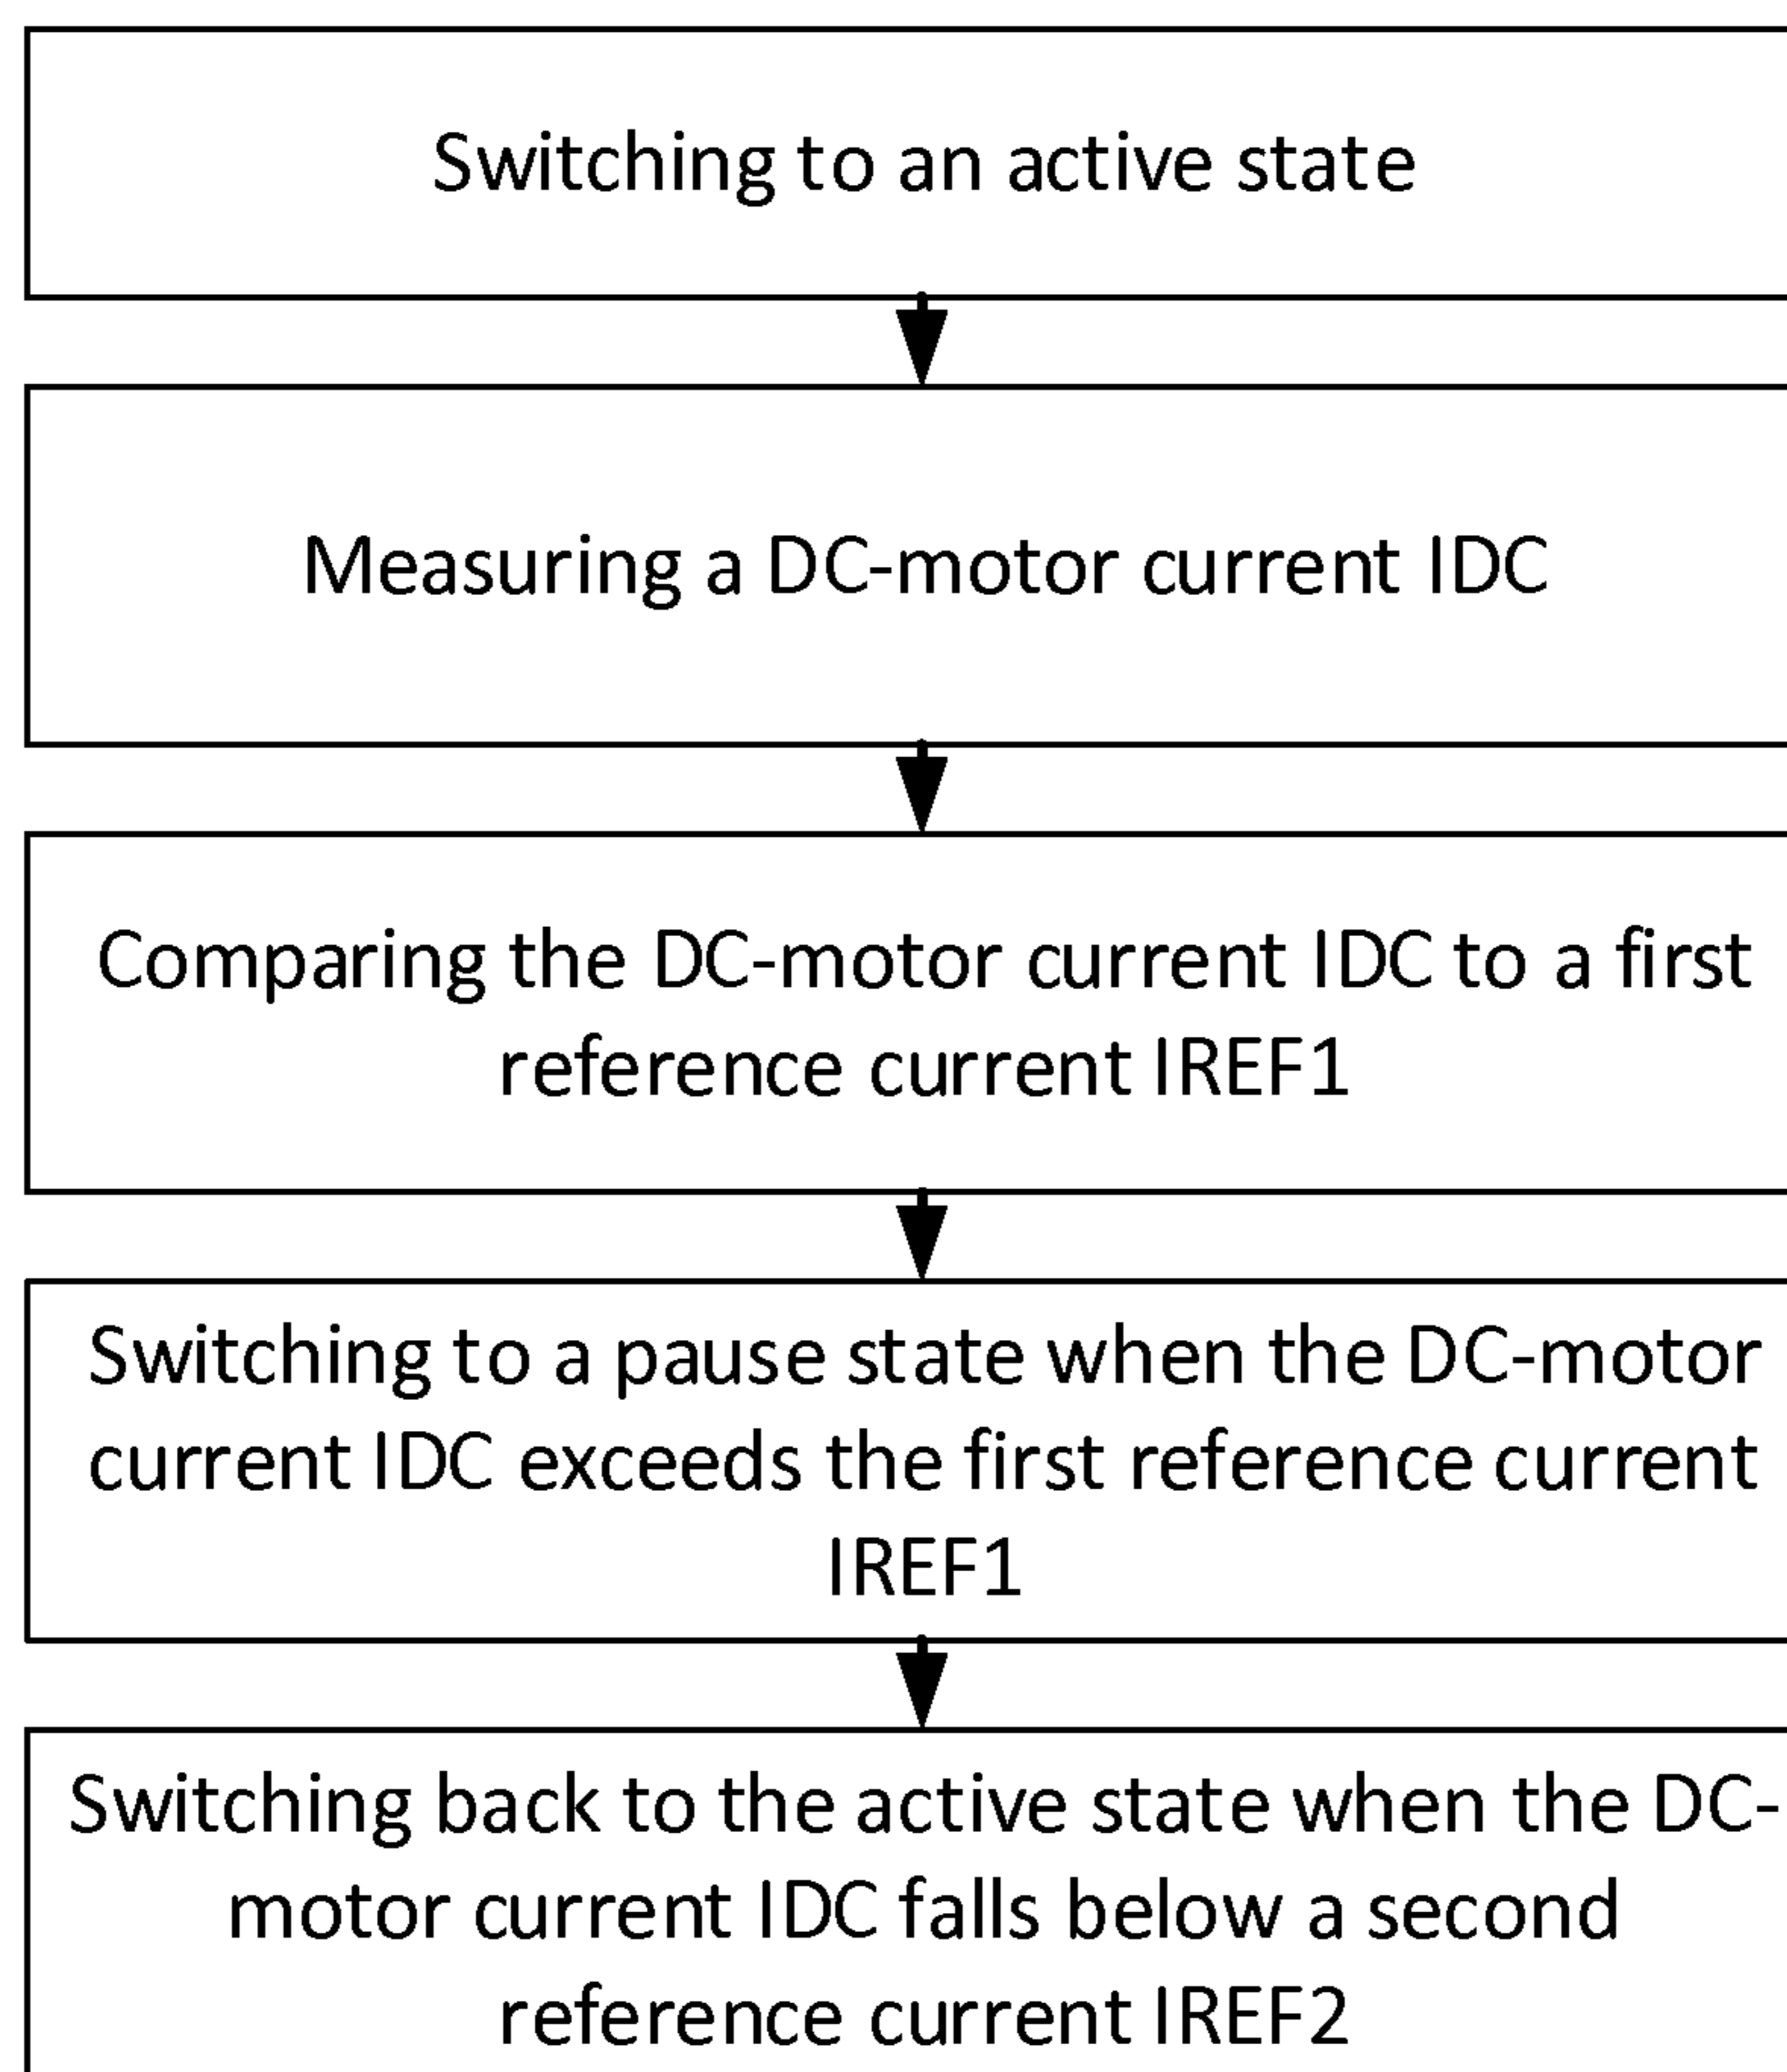 Switching to an active state
Measuring a DC-motor current IDC
Comparing the DC-motor current IDC to a first
reference current IREF1
Switching to a pause state when the DC-motor
current IDC exceeds the first reference current
IREF1
Switching back to the active state when the DC-
motor current IDC falls below a second
reference current IREF2